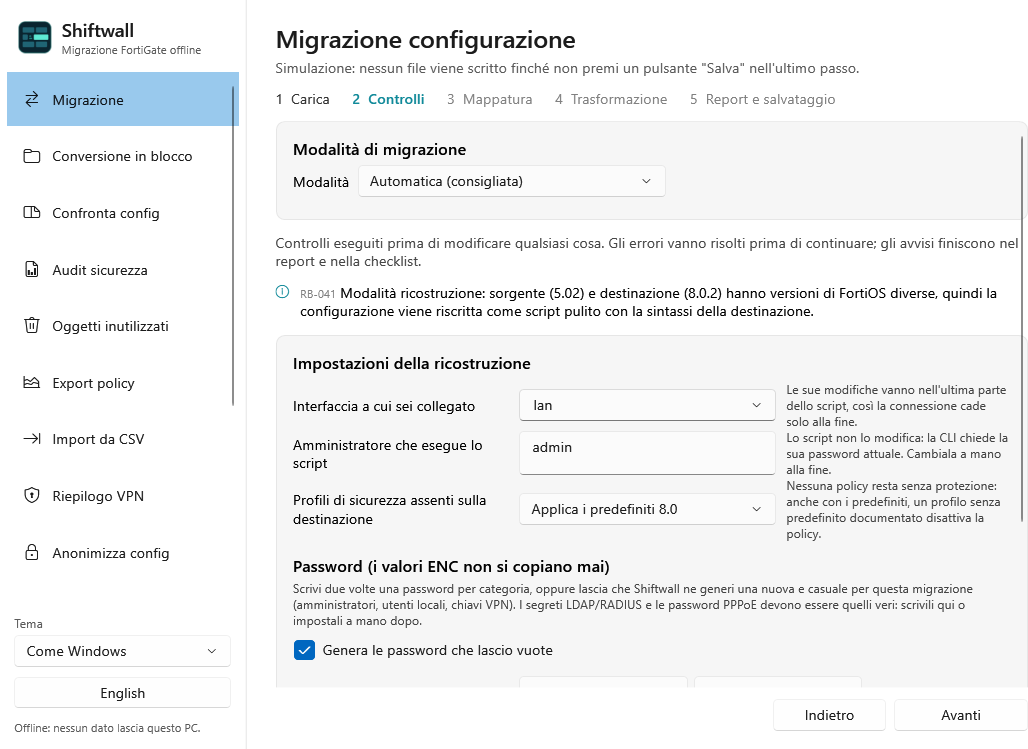 Shiftwall
Migrazione FortiGate offline
Migrazione
Conversione in blocco
Confronta config
Audit sicurezza
Oggetti inutilizzati
Export policy
Import da CSV
Riepilogo VPN
Anonimizza config
Tema
Come Windows
English
Offline: nessun dato lascia questo PC.
Migrazione configurazione
Simulazione: nessun file viene scritto finché non premi un pulsante "Salva" nell'ultimo passo.
1 Carica 2 Controlli 3 Mappatura 4 Trasformazione 5 Report e salvataggio
Modalità di migrazione
Modalità Automatica (consigliata)
Controlli eseguiti prima di modificare qualsiasi cosa. Gli errori vanno risolti prima di continuare; gli avvisi finiscono nel
report e nella checklist.
RB-041 Modalità ricostruzione: sorgente (5.02) e destinazione (8.0.2) hanno versioni di FortiOS diverse, quindi la
configurazione viene riscritta come script pulito con la sintassi della destinazione.
Impostazioni della ricostruzione
Interfaccia a cui sei collegato
lan
Le sue modifiche vanno nell'ultima parte
dello script, così la connessione cade
solo alla fine.
Amministratore che esegue lo
script
admin
Lo script non lo modifica: la CLI chiede la
sua password attuale. Cambiala a mano
alla fine.
Profili di sicurezza assenti sulla
destinazione
Applica i predefiniti 8.0
Nessuna policy resta senza protezione:
anche con i predefiniti, un profilo senza
predefinito documentato disattiva la
policy.
Password (i valori ENC non si copiano mai)
Scrivi due volte una password per categoria, oppure lascia che Shiftwall ne generi una nuova e casuale per questa migrazione
(amministratori, utenti locali, chiavi VPN). I segreti LDAP/RADIUS e le password PPPoE devono essere quelli veri: scrivili qui o
impostali a mano dopo.
Genera le password che lascio vuote
Indietro
Avanti